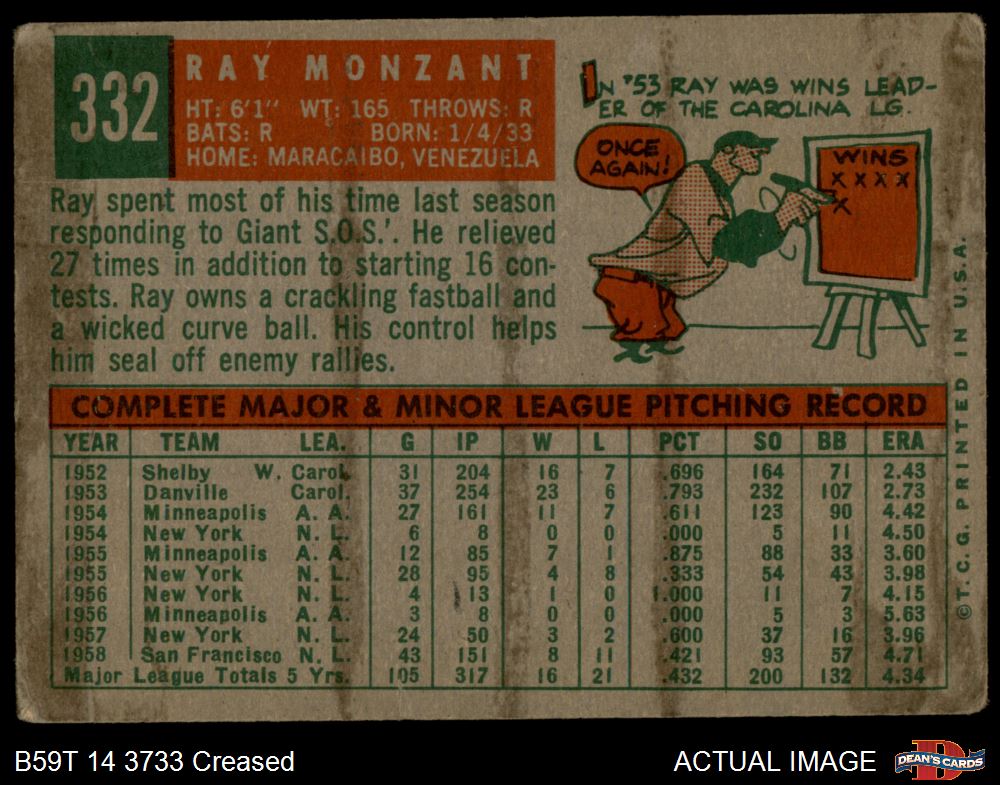 332
RAY MONZANT
HT: 6'1" WT: 165 THROWS: R
BATS: R BORN: 1/4/33
HOME: MARACAIBO, VENEZUELA
IN '53 RAY WAS WINS LEAD-
ER OF THE CAROLINA LG.
ONCE
AGAIN!
WINS
X X X X
X
Ray spent most of his time last season
responding to Giant S.O.S.'. He relieved
27 times in addition to starting 16 con-
tests. Ray owns a crackling fastball and
a wicked curve ball. His control helps
him seal off enemy rallies.
COMPLETE MAJOR & MINOR LEAGUE PITCHING RECORD
YEAR TEAM LEA. G IP W L PCT SO BB ERA
1952 Shelby W. Carol. 31 204 16 7 .696 164 71 2.43
1953 Danville Carol. 37 254 23 6 .793 232 107 2.73
1954 Minneapolis A. A. 27 161 11 7 .611 123 90 4.42
1954 New York N. L. 6 8 0 0 .000 5 11 4.50
1955 Minneapolis A. A. 12 85 7 1 .875 88 33 3.60
1955 New York N. L. 28 95 4 8 .333 54 43 3.98
1956 New York N. L. 4 13 1 0 1.000 11 7 4.15
1956 Minneapolis A. A. 3 8 0 0 .000 5 3 5.63
1957 New York N. L. 24 50 3 2 .600 37 16 3.96
1958 San Francisco N. L. 43 151 8 11 .421 93 57 4.71
Major League Totals 5 Yrs. 105 317 16 21 .432 200 132 4.34
©T.C.G. PRINTED IN U.S.A.
B59T 14 3733 Creased
ACTUAL IMAGE
D
DEAN'S CARDS